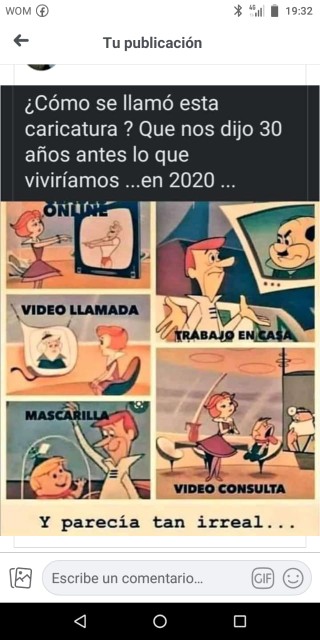 WOM
4G
19:32
Tu publicación
¿Cómo se llamó esta
caricatura ? Que nos dijo 30
años antes lo que
viviríamos ...en 2020 ...
ONLINE
VIDEO LLAMADA
TRABAJO EN CASA
MASCARILLA
VIDEO CONSULTA
Y parecía tan irreal...
Escribe un comentario...
GIF